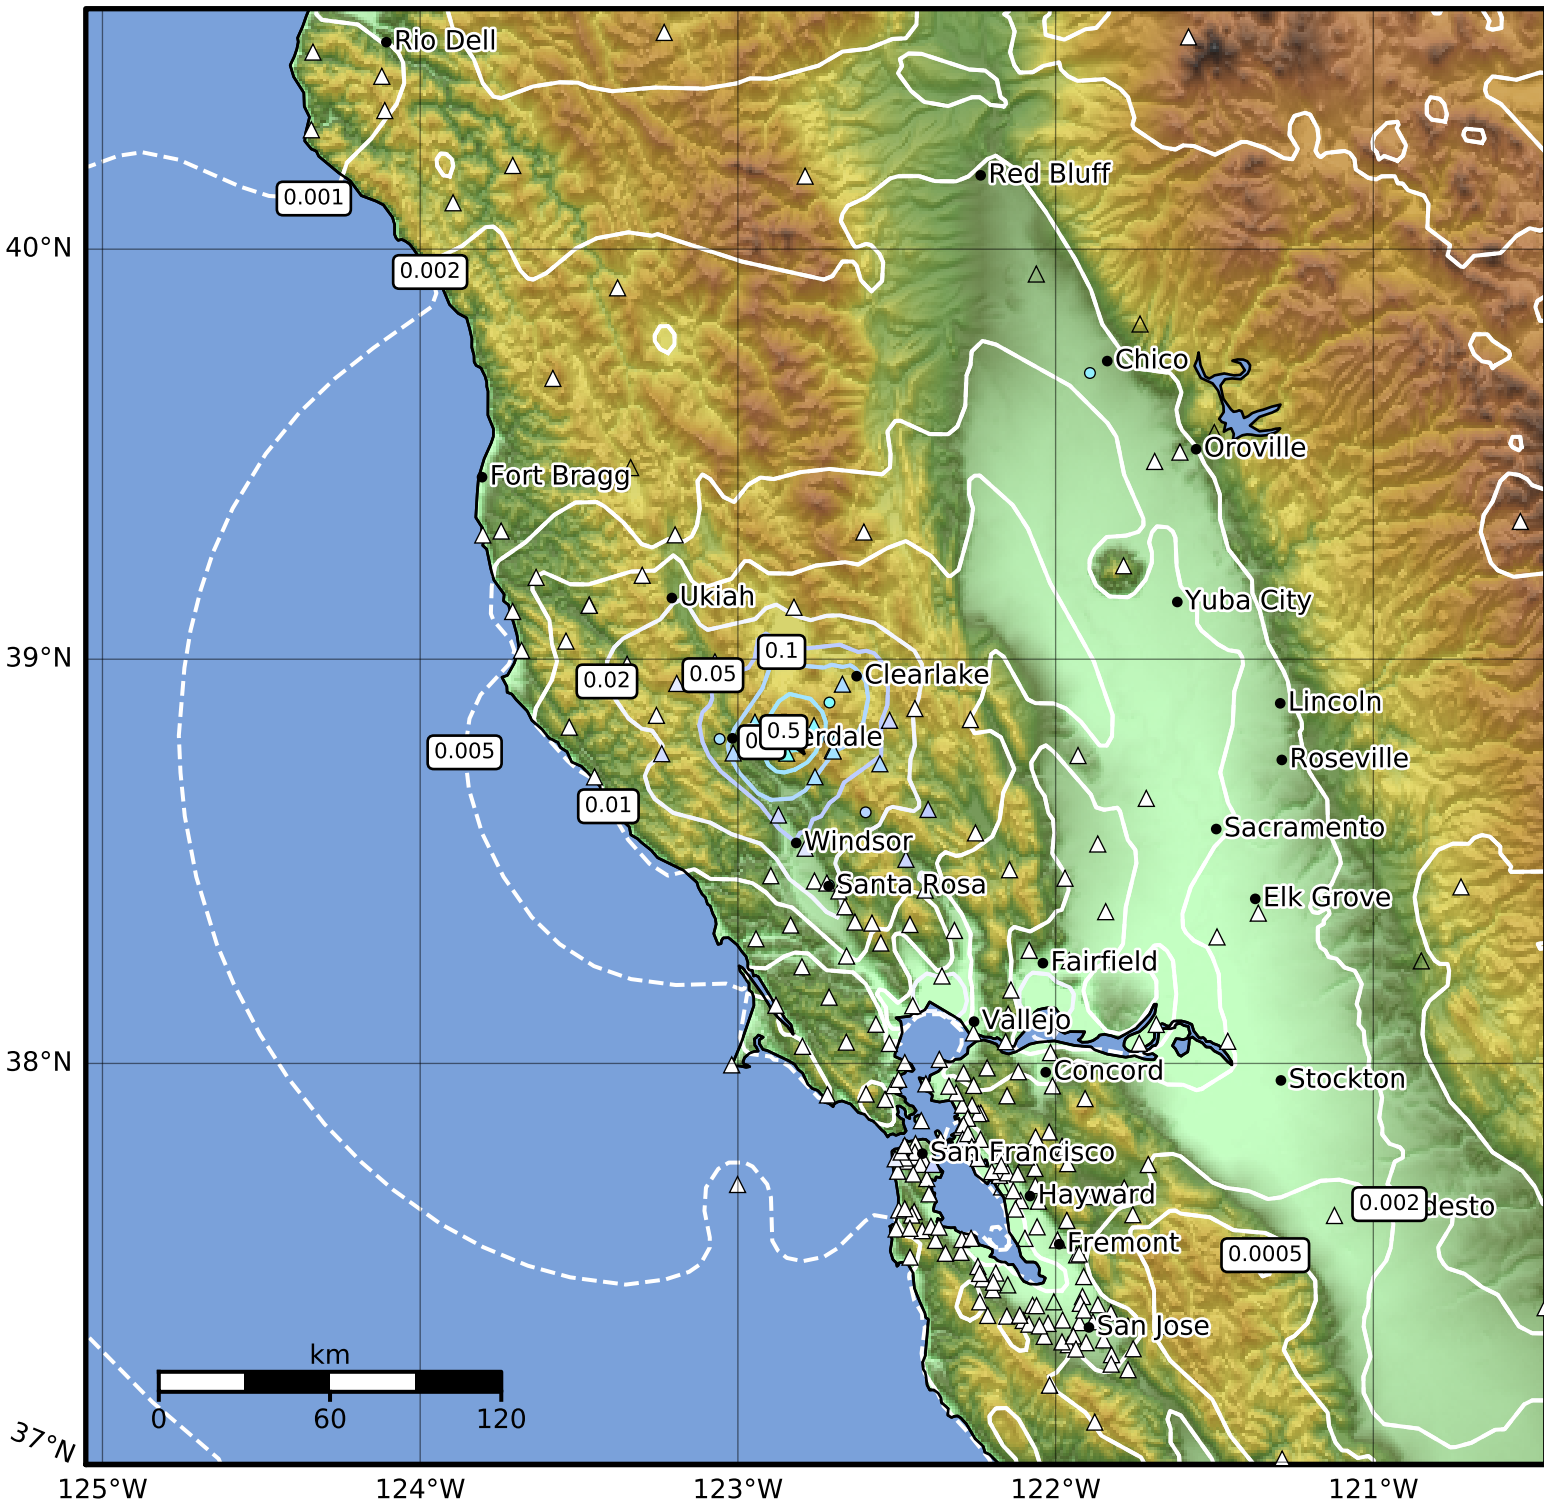 Rio Dell
Red Bluff
0.001
40°N
0.002
Chico
Oroville
Fort Bragg
Ukiah
Yuba City
39°N
0.1
0.05
Clearlake
0.02
Lincoln
0.5
erdale
0.005
Roseville
0.01
Sacramento
Windsor
Santa Rosa
Elk Grove
Fairfield
Vallejo
38°N
Concord
Stockton
San Francisco
Hayward
0.002
desto
Fremont
0.0005
San Jose
km
0 60 120
37°N
125°W 124°W 123°W 122°W 121°W